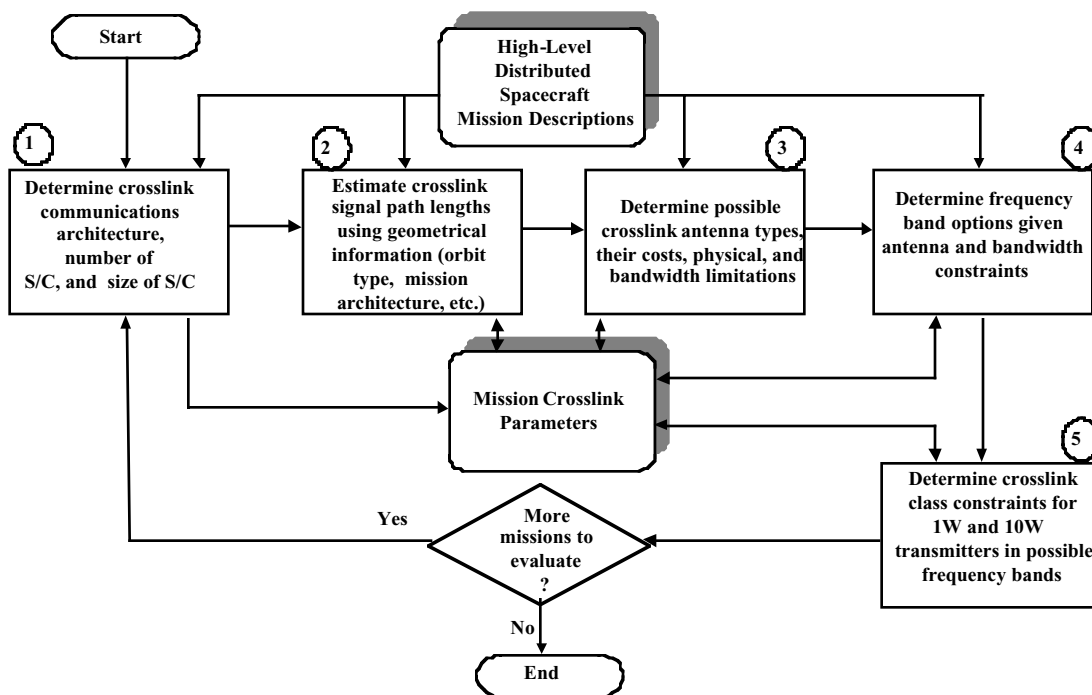 Start
High-Level
Distributed
Spacecraft
Mission Descriptions
1
Determine crosslink
communications
architecture,
number of
S/C, and size of S/C
2
Estimate crosslink
signal path lengths
using geometrical
information (orbit
type, mission
architecture, etc.)
3
Determine possible
crosslink antenna types,
their costs, physical, and
bandwidth limitations
4
Determine frequency
band options given
antenna and bandwidth
constraints
Mission Crosslink
Parameters
5
Determine crosslink
class constraints for
1W and 10W
transmitters in possible
frequency bands
More
missions to
evaluate
?
Yes
No
End